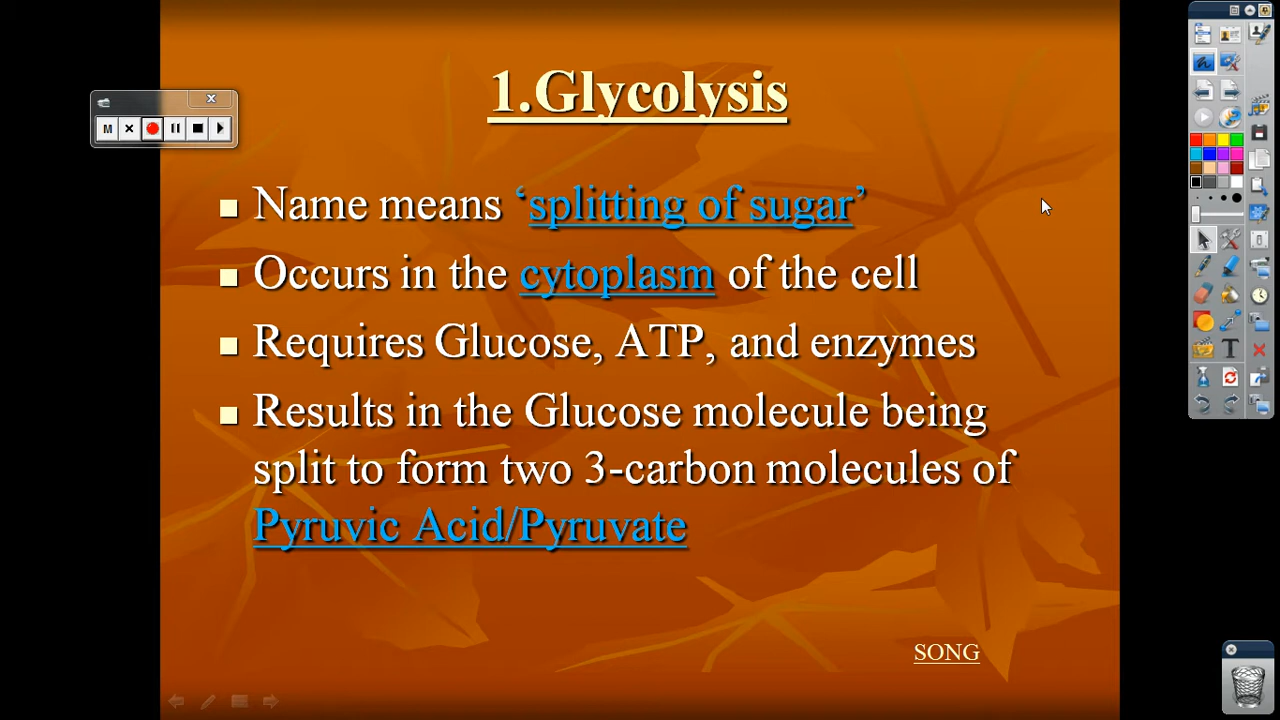 1.Glycolysis
M
Name means ‘splitting of sugar’
Occurs in the cytoplasm of the cell
Requires Glucose, ATP, and enzymes
Results in the Glucose molecule being
split to form two 3-carbon molecules of
Pyruvic Acid/Pyruvate
SONG